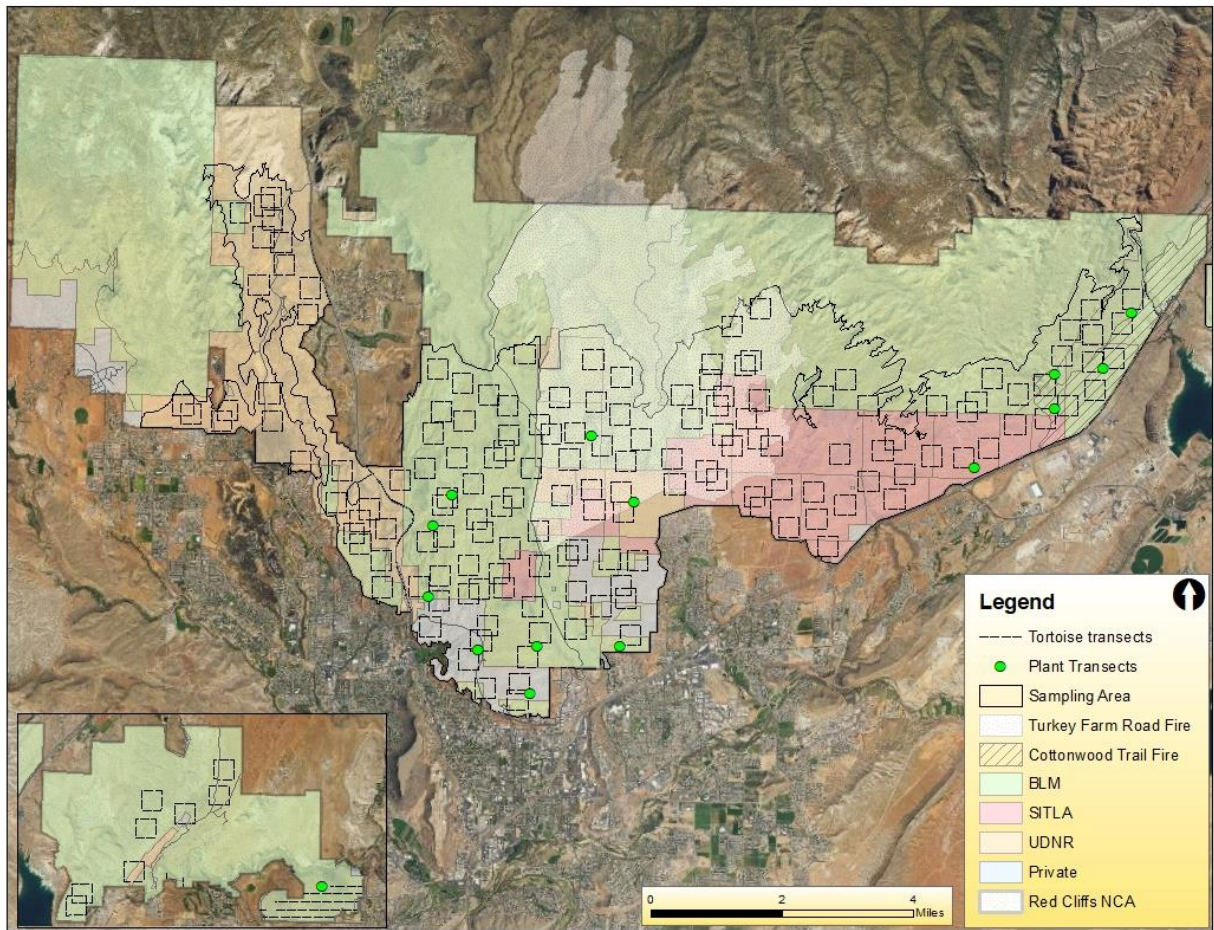 Legend
Tortoise transects
Plant Transects
Sampling Area
Turkey Farm Road Fire
Cottonwood Trail Fire
BLM
SITLA
UDNR
Private
Red Cliffs NCA
0 2 4
Miles